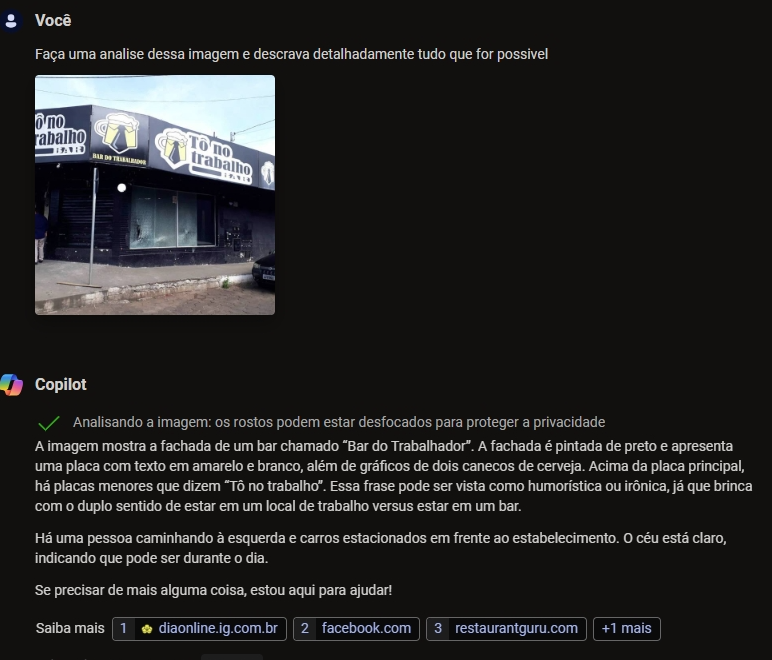 Você
Faça uma analise dessa imagem e descrava detalhadamente tudo que for possivel
ô no
rabalho
BAR
BAR DO TRABALHADOR
Tô no
trabalho
BAR
Copilot
Analisando a imagem: os rostos podem estar desfocados para proteger a privacidade
A imagem mostra a fachada de um bar chamado “Bar do Trabalhador”. A fachada é pintada de preto e apresenta
uma placa com texto em amarelo e branco, além de gráficos de dois canecos de cerveja. Acima da placa principal,
há placas menores que dizem “Tô no trabalho”. Essa frase pode ser vista como humorística ou irônica, já que brinca
com o duplo sentido de estar em um local de trabalho versus estar em um bar.
Há uma pessoa caminhando à esquerda e carros estacionados em frente ao estabelecimento. O céu está claro,
indicando que pode ser durante o dia.
Se precisar de mais alguma coisa, estou aqui para ajudar!
Saiba mais 1 diaonline.ig.com.br 2 facebook.com 3 restaurantguru.com +1 mais